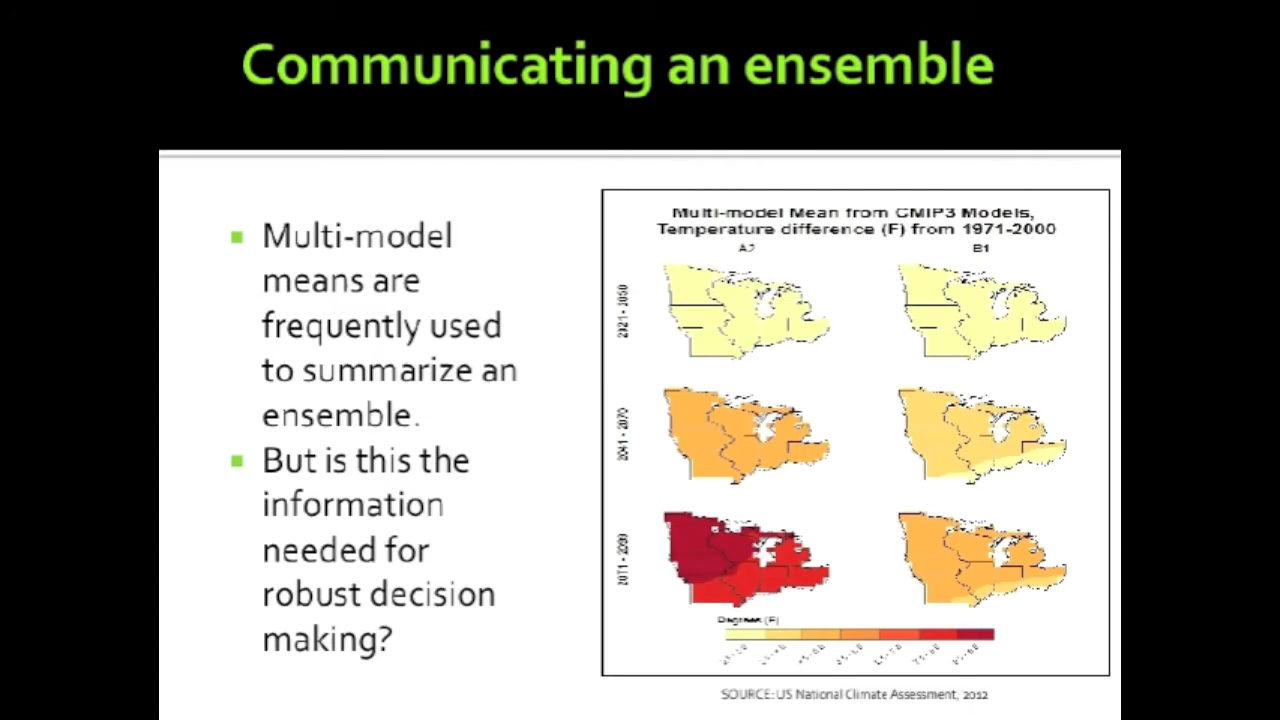 Communicating an ensemble
Multi-model
means are
frequently used
to summarize an
ensemble.
But is this the
information
needed for
robust decision
making?
Multi-model Mean from CMIP3 Models,
Temperature difference (F) from 1971-2000
A2 B1
2021 - 2050
2041 - 2070
2071 - 2099
Degrees (F)
SOURCE: US National Climate Assessment, 2012